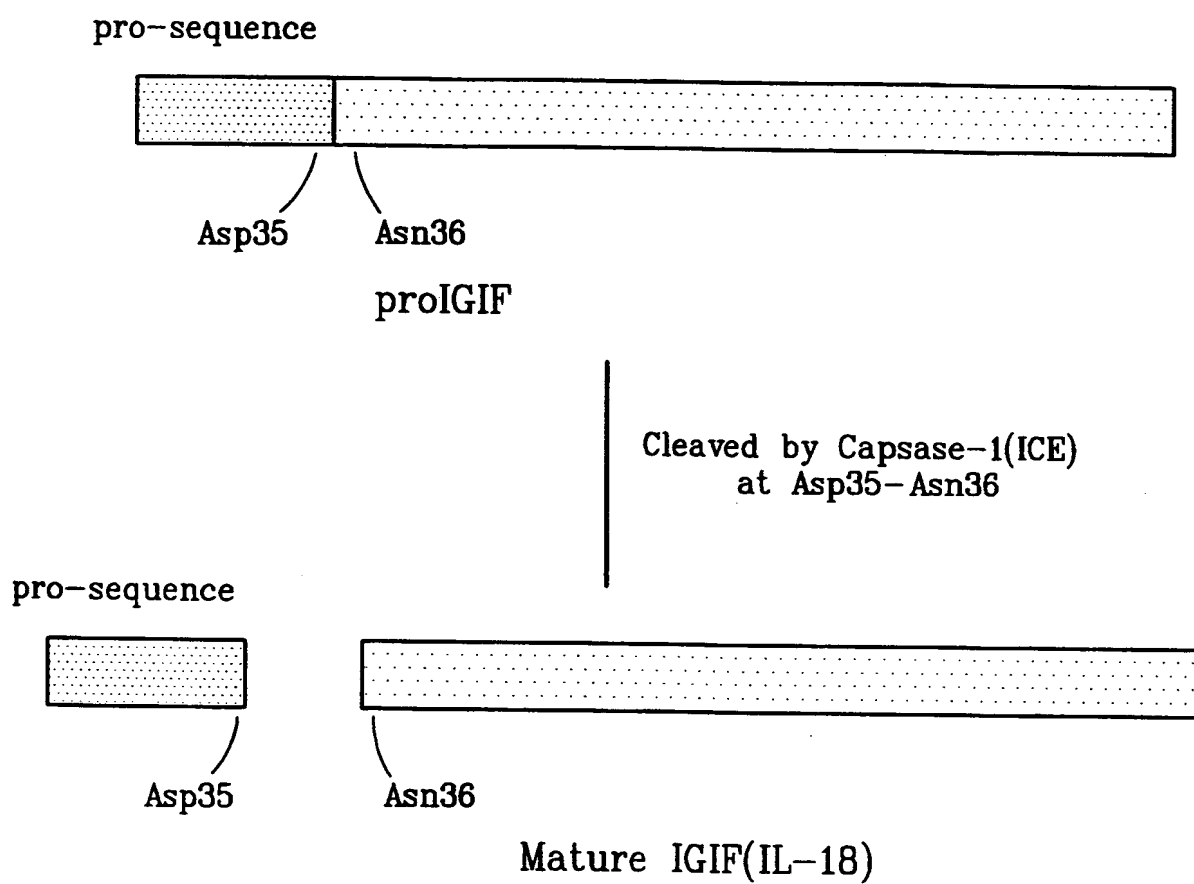 pro-sequence
Asp35
Asn36
proIGIF
Cleaved by Capsase-1(ICE)
at Asp35-Asn36
pro-sequence
Asp35
Asn36
Mature IGIF(IL-18)